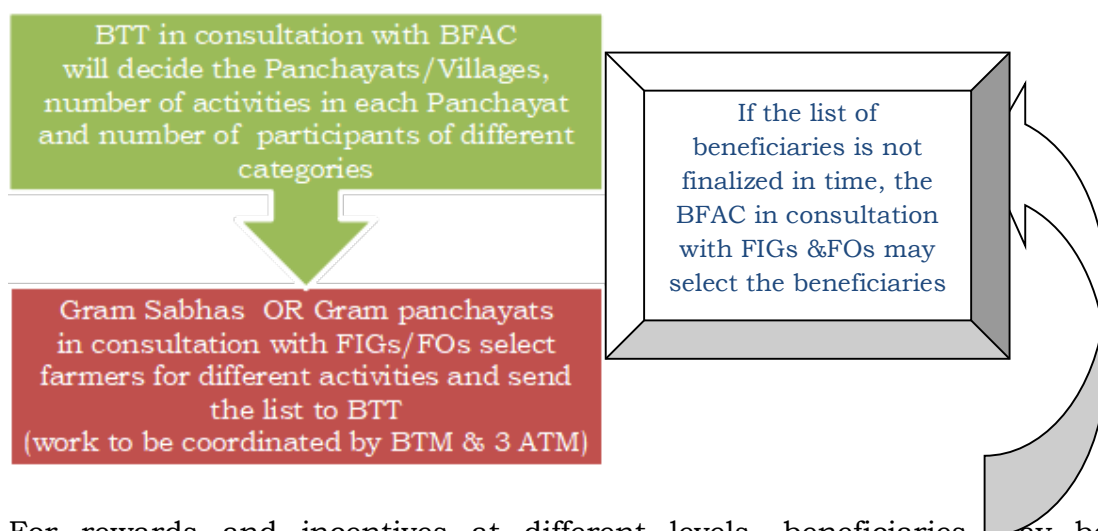 BTT in consultation with BFAC
will decide the Panchayats/Villages,
number of activities in each Panchayat
and number of participants of different
categories
If the list of
beneficiaries is not
finalized in time, the
BFAC in consultation
with FIGs &FOs may
select the beneficiaries
Gram Sabhas OR Gram panchayats
in consultation with FIGs/FOs select
farmers for different activities and send
the list to BTT
(work to be coordinated by BTM & 3 ATM)
For rewards and incentives at different levels, beneficiaries